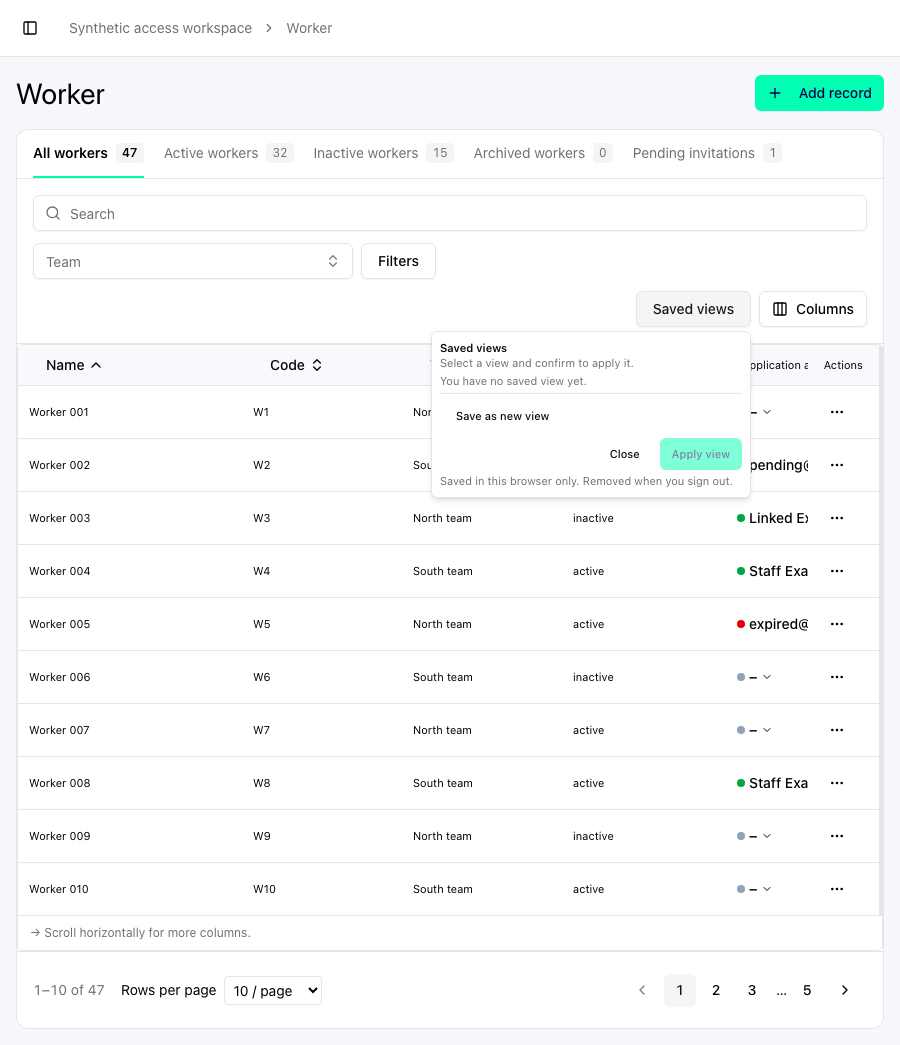 Synthetic access workspace > Worker
Worker
+ Add record
All workers 47 Active workers 32 Inactive workers 15 Archived workers 0 Pending invitations 1
Search
Team Filters
Saved views Columns
Saved views
Select a view and confirm to apply it.
You have no saved view yet.
Save as new view
Close Apply view
Saved in this browser only. Removed when you sign out.
Name Code Actions
Worker 001 W1 –
Worker 002 W2 pending@
Worker 003 W3 North team inactive Linked Ex
Worker 004 W4 South team active Staff Exa
Worker 005 W5 North team active expired@
Worker 006 W6 South team inactive –
Worker 007 W7 North team active –
Worker 008 W8 South team active Staff Exa
Worker 009 W9 North team inactive –
Worker 010 W10 South team active –
→ Scroll horizontally for more columns.
1–10 of 47 Rows per page 10 / page 1 2 3 ... 5